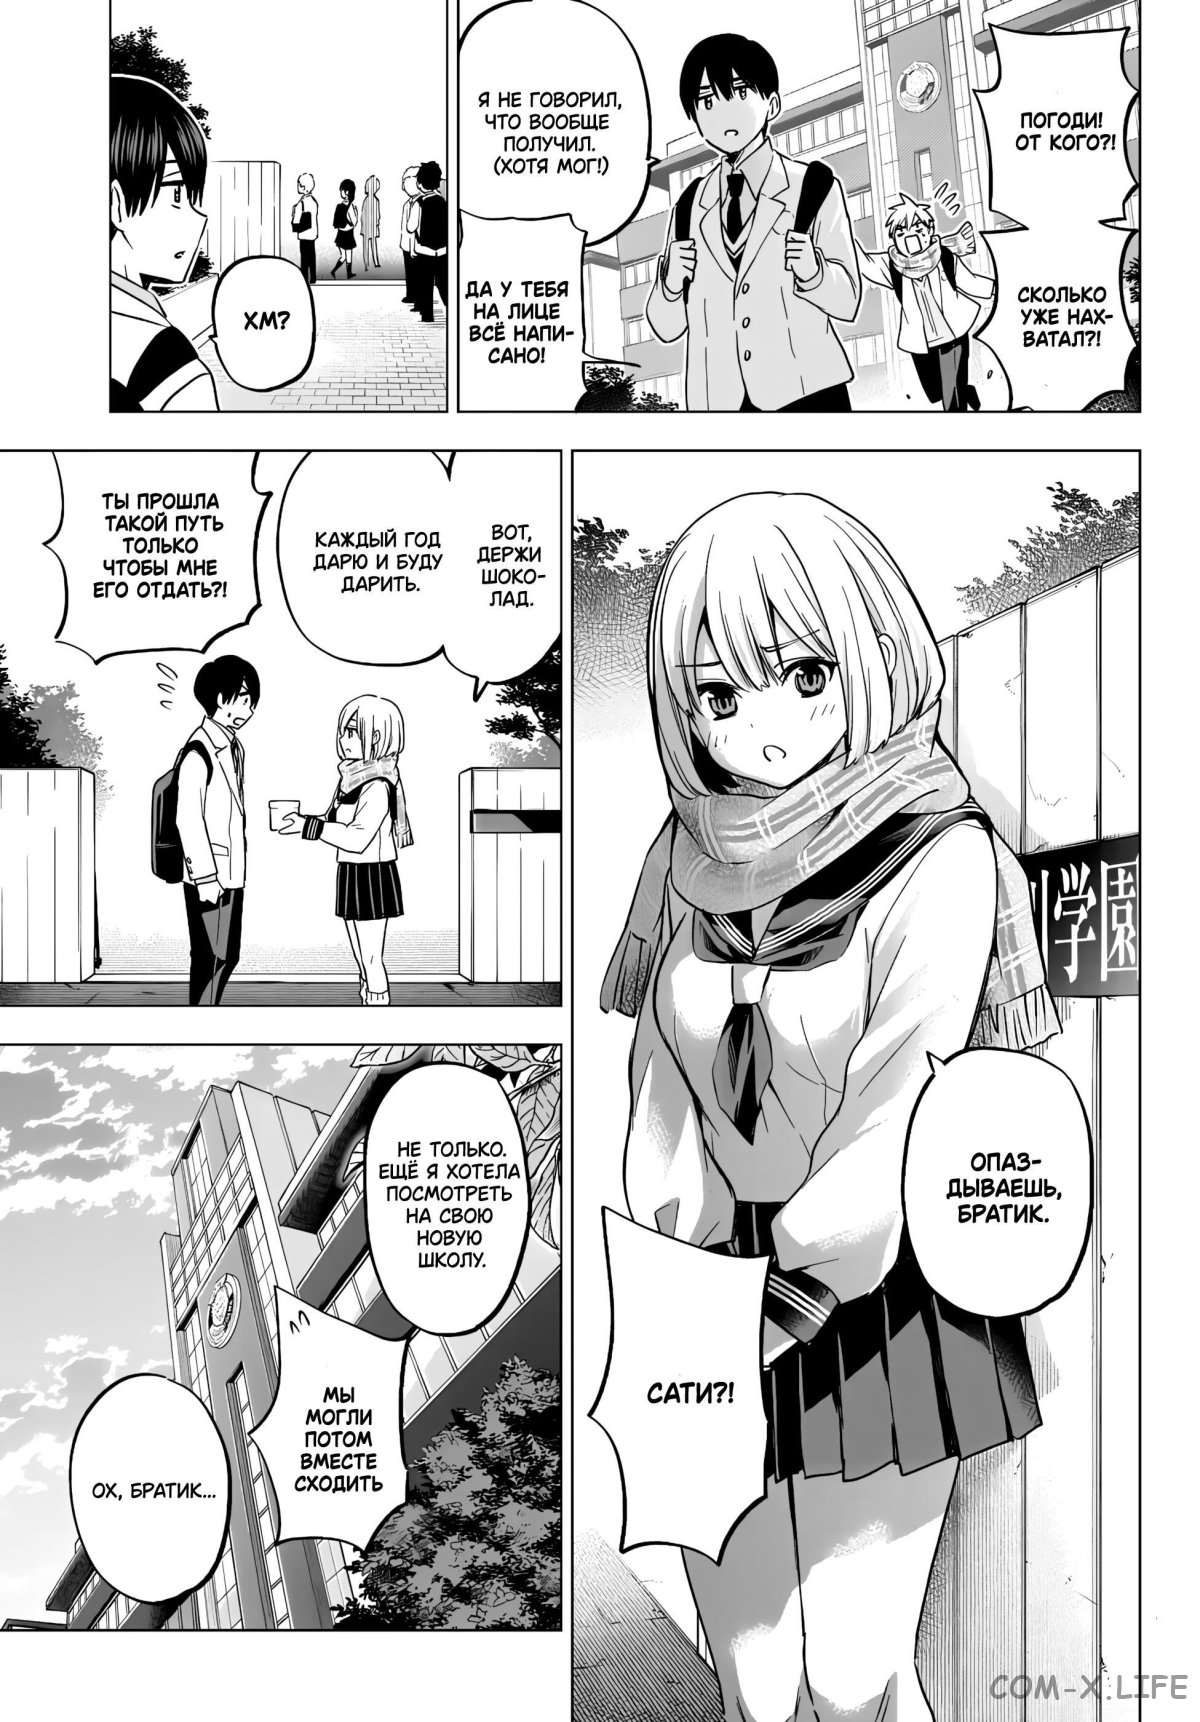 ПОГОДИ!
ОТ КОГО?!
СКОЛЬКО
УЖЕ НАХ-
ВАТАЛ?!
Я НЕ ГОВОРИЛ,
ЧТО ВООБЩЕ
ПОЛУЧИЛ.
(ХОТЯ МОГ!)
ДА У ТЕБЯ
НА ЛИЦЕ
ВСЁ НАПИ-
САНО!
ХМ?
学園
ОПАЗ-
ДЫВАЕШЬ,
БРАТИК.
САТИ?!
ВОТ,
ДЕРЖИ
ШОКО-
ЛАД.
КАЖДЫЙ ГОД
ДАРЮ И БУДУ
ДАРИТЬ.
ТЫ ПРОШЛА
ТАКОЙ ПУТЬ
ТОЛЬКО
ЧТОБЫ МНЕ
ЕГО ОТДАТЬ?!
НЕ ТОЛЬКО.
ЕЩЁ Я ХОТЕЛА
ПОСМОТРЕТЬ
НА СВОЮ
НОВУЮ
ШКОЛУ.
МЫ
МОГЛИ
ПОТОМ
ВМЕСТЕ
СХОДИТЬ
ОХ, БРАТИК...
COM-X.LIFE